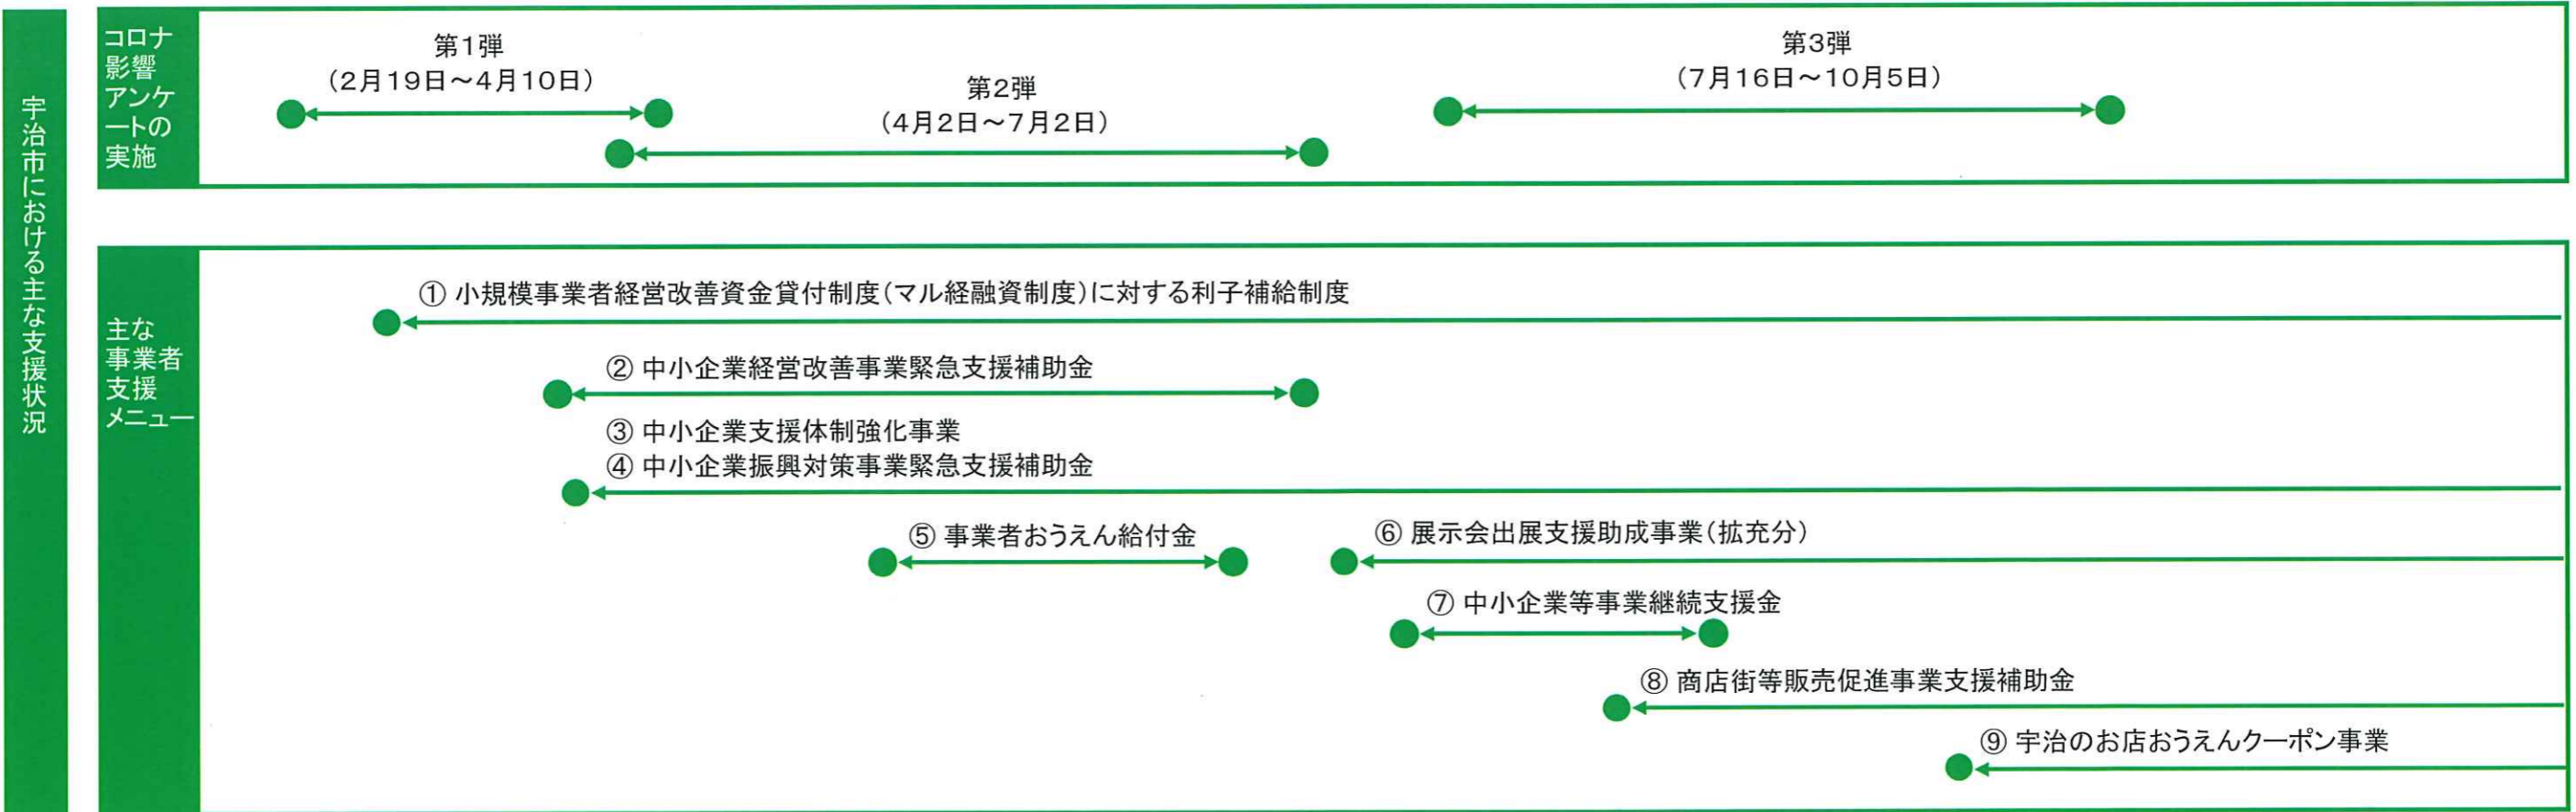 宇治市における主な支援状況
コロナ
影響
アンケ
ートの
実施
第1弾
（2月19日～4月10日）
第2弾
（4月2日～7月2日）
第3弾
（7月16日～10月5日）
主な
事業者
支援
メニュー
① 小規模事業者経営改善資金貸付制度（マル経融資制度）に対する利子補給制度
② 中小企業経営改善事業緊急支援補助金
③ 中小企業支援体制強化事業
④ 中小企業振興対策事業緊急支援補助金
⑤ 事業者おうえん給付金
⑥ 展示会出展支援助成事業（拡充分）
⑦ 中小企業等事業継続支援金
⑧ 商店街等販売促進事業支援補助金
⑨ 宇治のお店おうえんクーポン事業